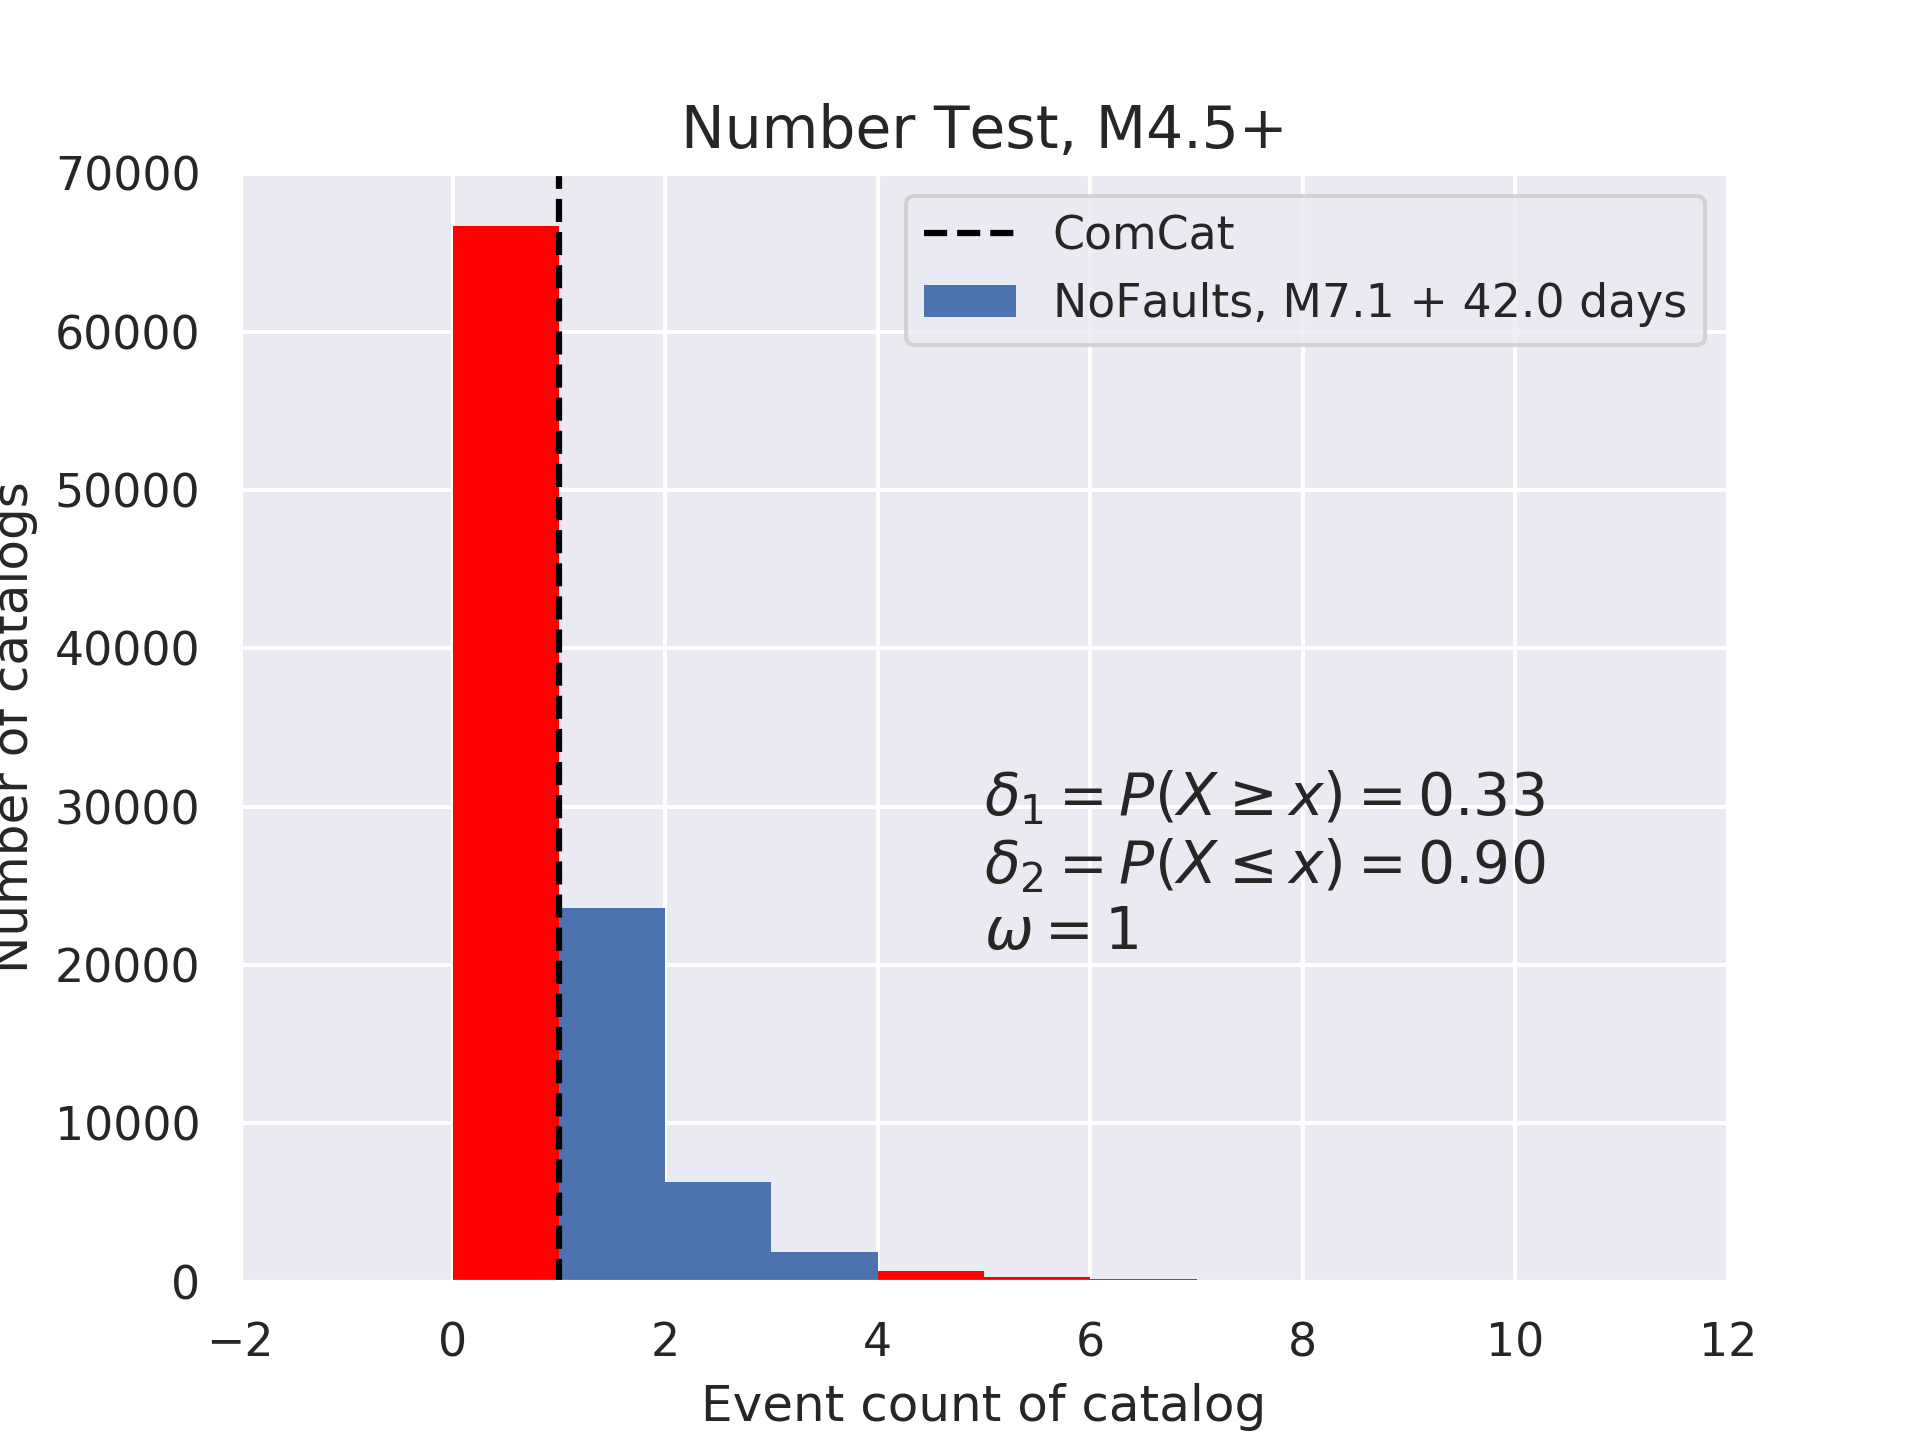 Number Test, M4.5+
70000
60000
50000
40000
30000
20000
10000
0
Number of catalogs
ComCat
NoFaults, M7.1 + 42.0 days
δ₁ = P(X ≥ x) = 0.33
δ₂ = P(X ≤ x) = 0.90
ω = 1
−2 0 2 4 6 8 10 12
Event count of catalog